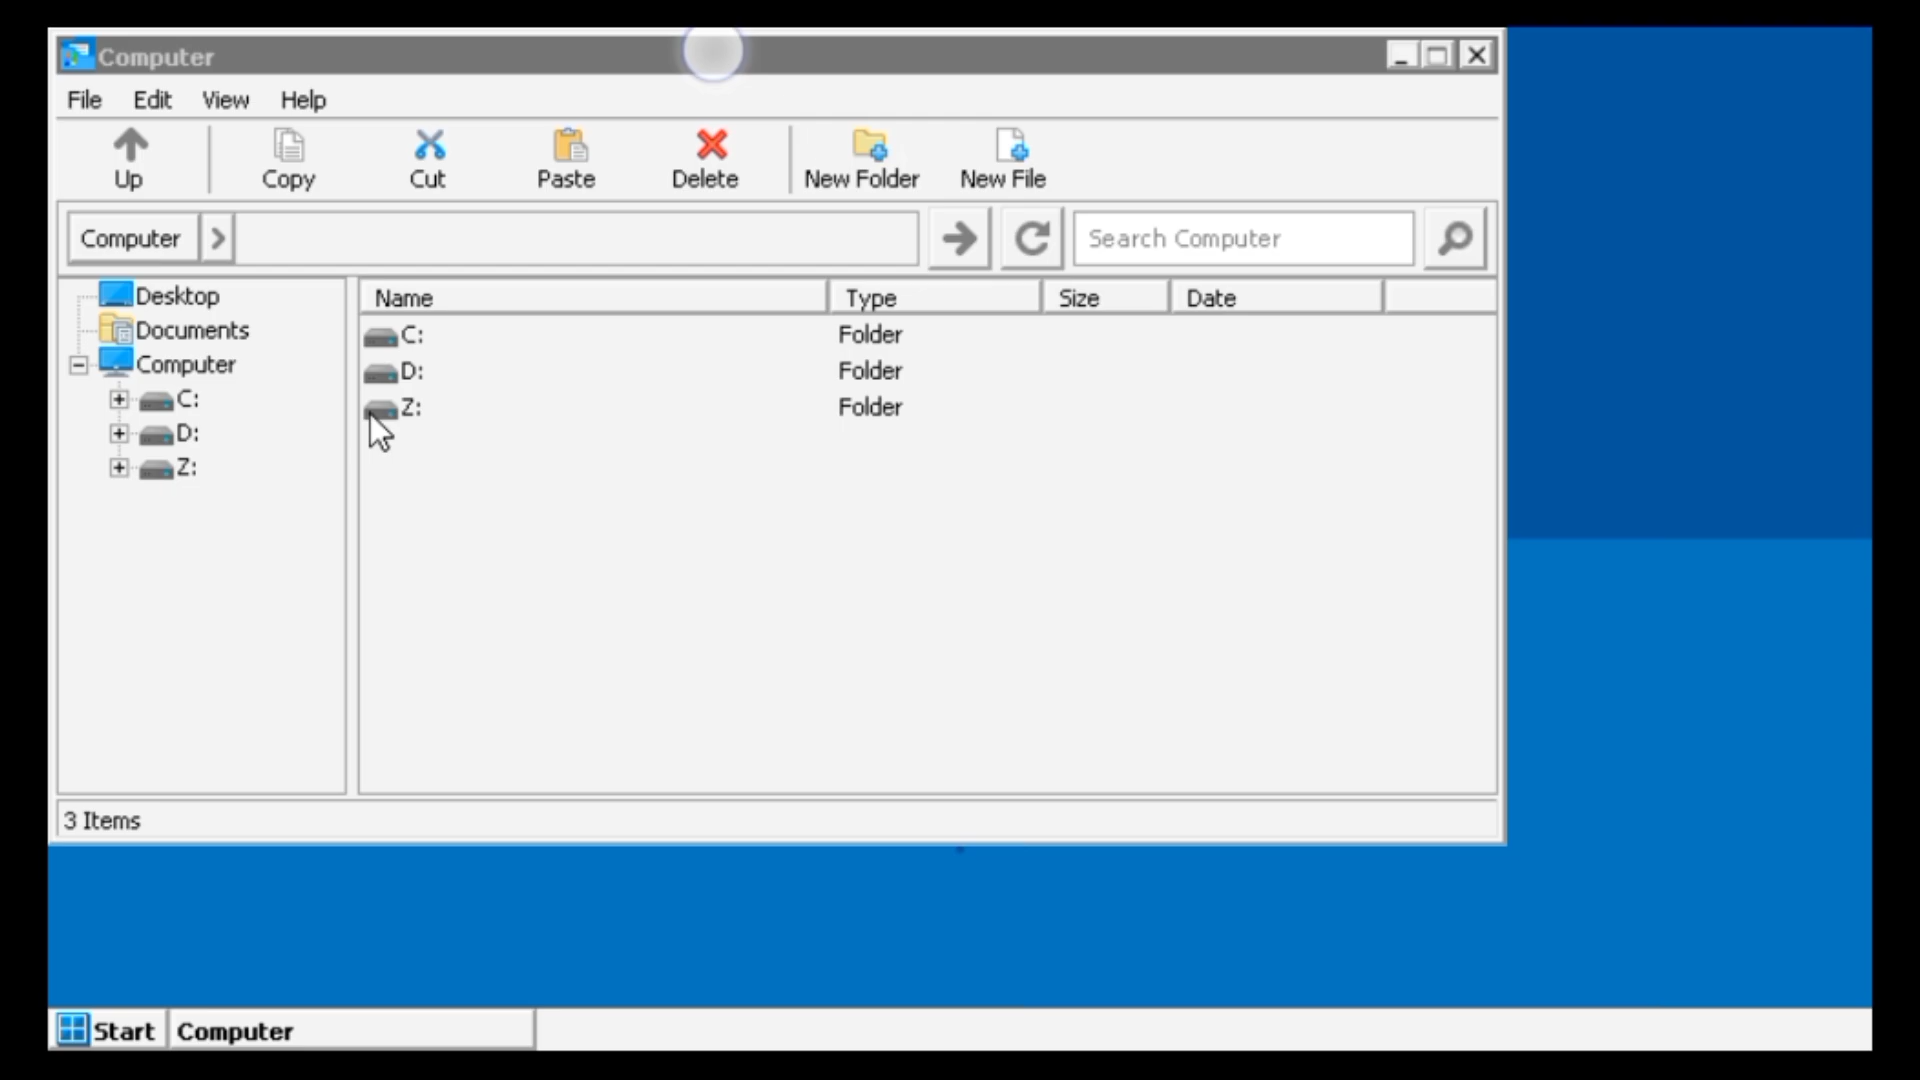 Computer
File Edit View Help
Up Copy Cut Paste Delete New Folder New File
Computer Search Computer
Desktop
Documents
Computer
C:
D:
Z:
Name Type Size Date
C: Folder
D: Folder
Z: Folder
3 Items
Start Computer